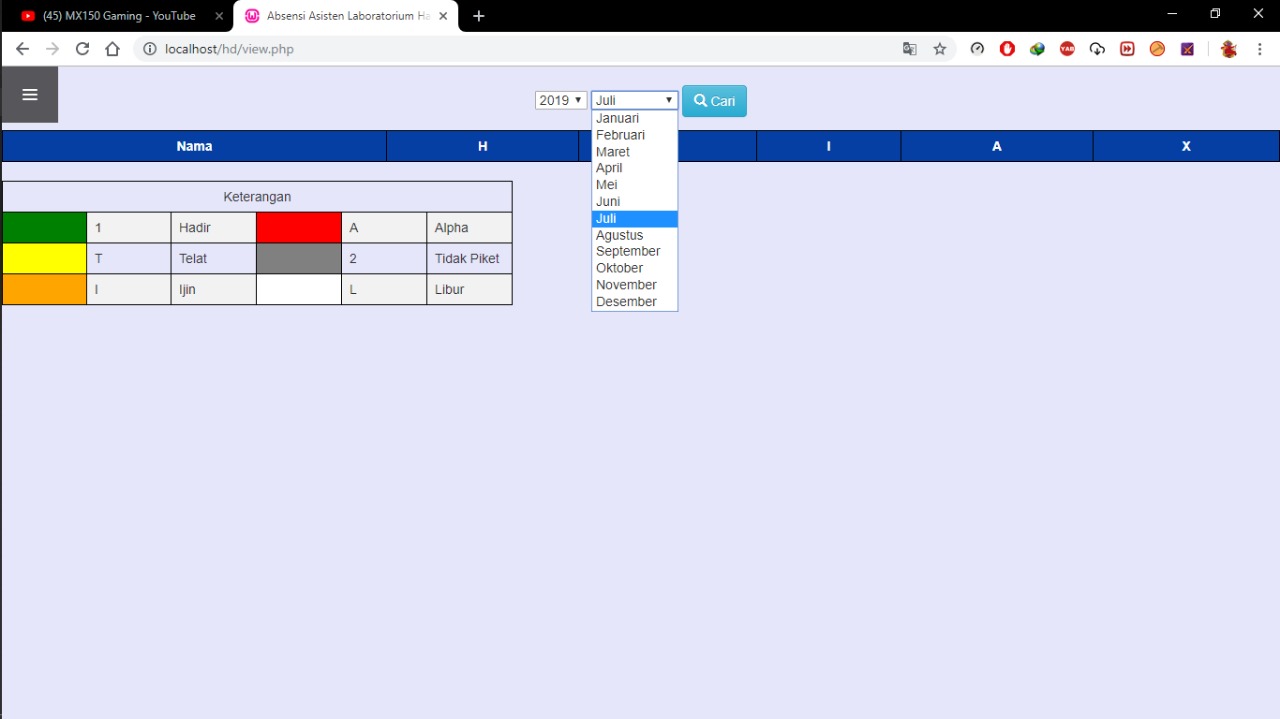 (45) MX150 Gaming - YouTube
Absensi Asisten Laboratorium Ha
localhost/hd/view.php
2019 Juli Cari
Januari
Februari
Maret
April
Mei
Juni
Juli
Agustus
September
Oktober
November
Desember
Nama H I A X
Keterangan
1 Hadir A Alpha
T Telat 2 Tidak Piket
I Ijin L Libur